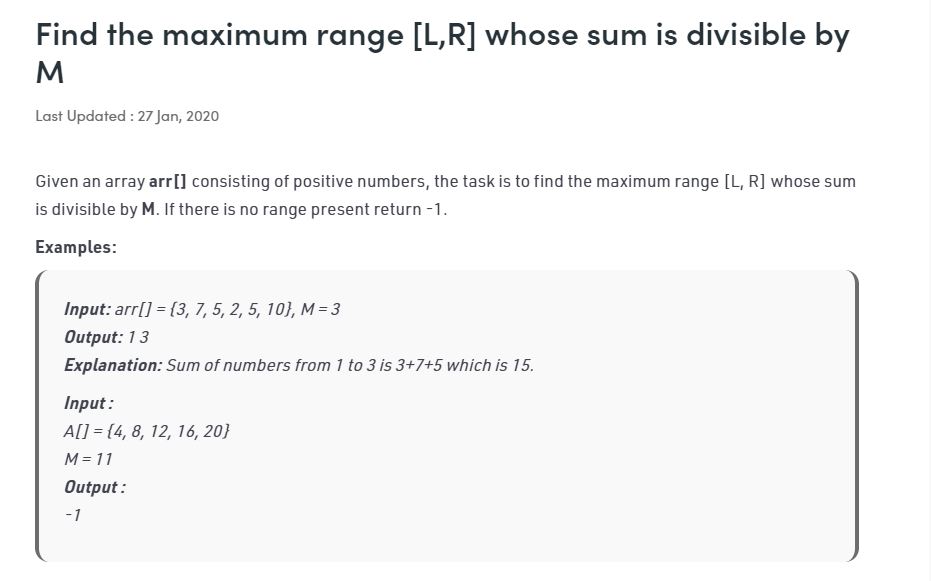 Find the maximum range [L,R] whose sum is divisible by
M
Last Updated : 27 Jan, 2020
Given an array arr[] consisting of positive numbers, the task is to find the maximum range [L, R] whose sum
is divisible by M. If there is no range present return -1.
Examples:
Input: arr[] = {3, 7, 5, 2, 5, 10}, M = 3
Output: 1 3
Explanation: Sum of numbers from 1 to 3 is 3+7+5 which is 15.
Input :
A[] = {4, 8, 12, 16, 20}
M = 11
Output :
-1